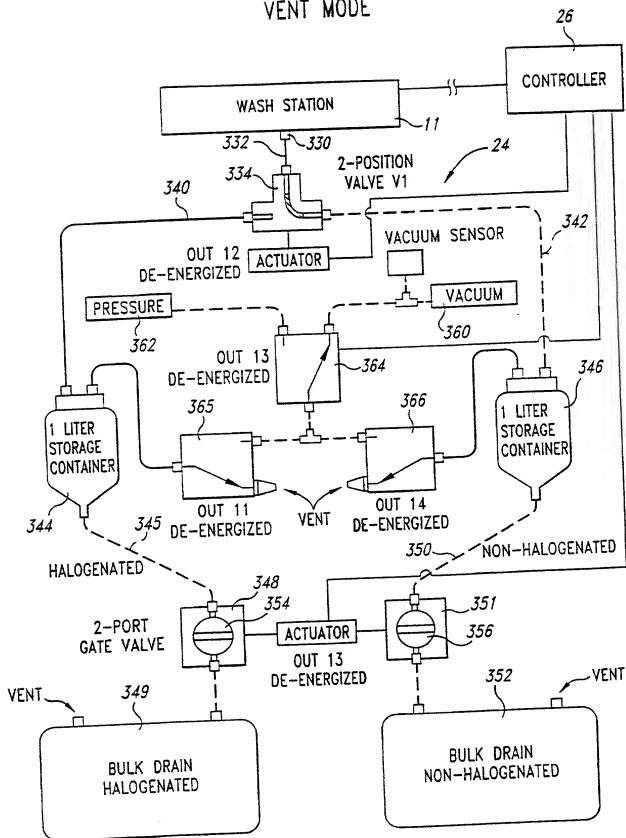 VENT MODE
26
CONTROLLER
WASH STATION
11
330
332
2-POSITION
VALVE V1
24
334
340
342
VACUUM SENSOR
OUT 12
DE-ENERGIZED
ACTUATOR
PRESSURE
362
VACUUM
360
OUT 13
DE-ENERGIZED
364
346
365
366
1 LITER
STORAGE
CONTAINER
1 LITER
STORAGE
CONTAINER
344
OUT 11
DE-ENERGIZED
VENT
OUT 14
DE-ENERGIZED
345
HALOGENATED
350
NON-HALOGENATED
348
354
2-PORT
GATE VALVE
ACTUATOR
OUT 13
DE-ENERGIZED
351
356
VENT
349
352
VENT
BULK DRAIN
HALOGENATED
BULK DRAIN
NON-HALOGENATED